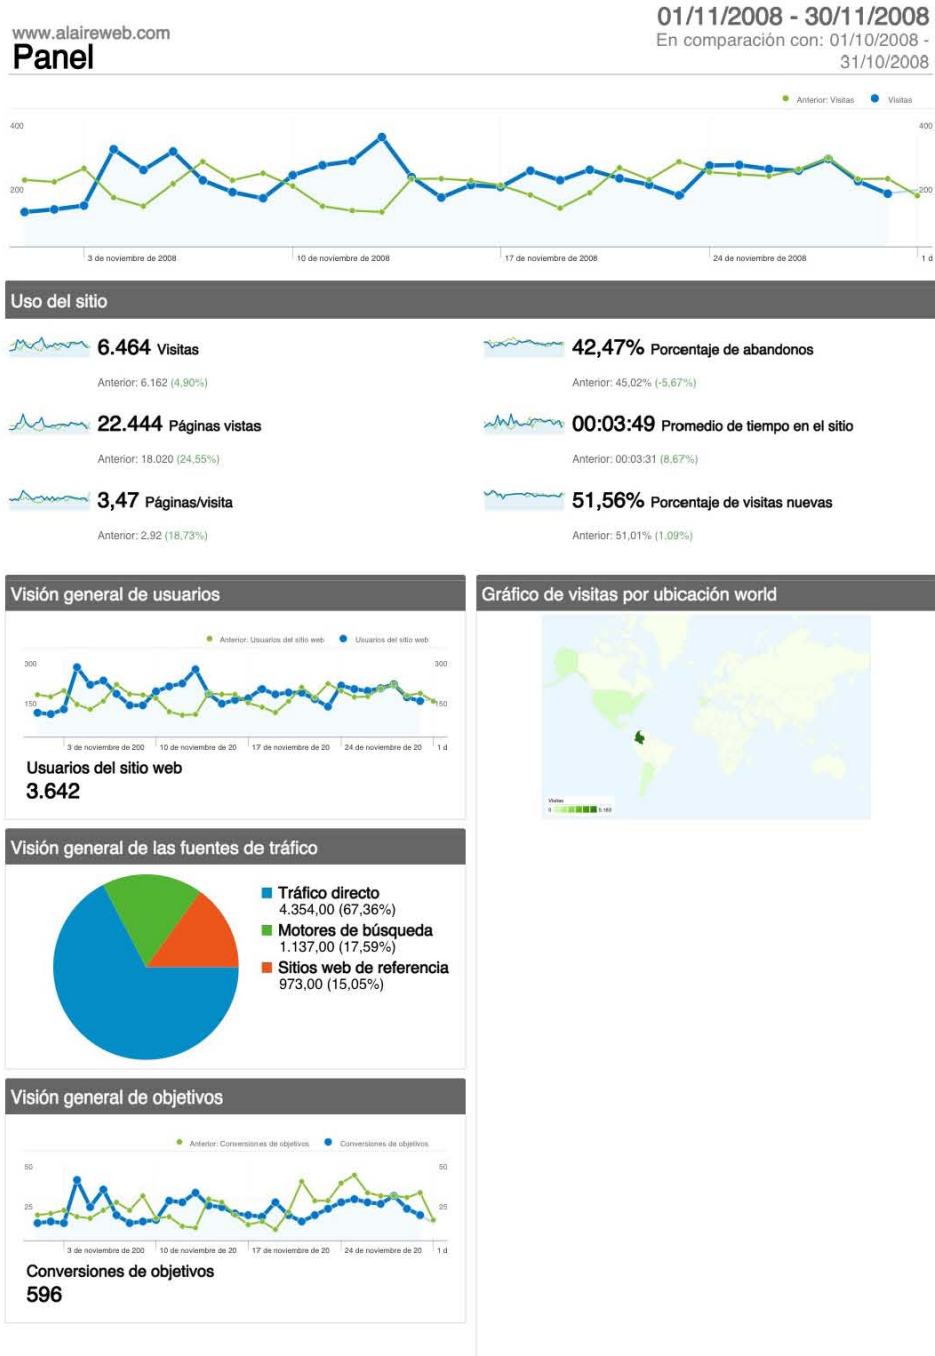 www.alaireweb.com
Panel
01/11/2008 - 30/11/2008
En comparación con: 01/10/2008 -
31/10/2008
Anterior: Visitas Visitas
400 400
200 200
3 de noviembre de 2008 10 de noviembre de 2008 17 de noviembre de 2008 24 de noviembre de 2008 1 d
Uso del sitio
6.464 Visitas
Anterior: 6.162 (4,90%)
22.444 Páginas vistas
Anterior: 18.020 (24,55%)
3,47 Páginas/visita
Anterior: 2,92 (18,73%)
42,47% Porcentaje de abandonos
Anterior: 45,02% (-5,67%)
00:03:49 Promedio de tiempo en el sitio
Anterior: 00:03:31 (8,67%)
51,56% Porcentaje de visitas nuevas
Anterior: 51,01% (1,09%)
Visión general de usuarios
Anterior: Usuarios del sitio web Usuarios del sitio web
300 300
150 150
3 de noviembre de 200 10 de noviembre de 20 17 de noviembre de 20 24 de noviembre de 20 1 d
Usuarios del sitio web
3.642
Gráfico de visitas por ubicación world
Visitas
Visión general de las fuentes de tráfico
Tráfico directo
4.354,00 (67,36%)
Motores de búsqueda
1.137,00 (17,59%)
Sitios web de referencia
973,00 (15,05%)
Visión general de objetivos
Anterior: Conversiones de objetivos Conversiones de objetivos
50 50
25 25
3 de noviembre de 200 10 de noviembre de 20 17 de noviembre de 20 24 de noviembre de 20 1 d
Conversiones de objetivos
596